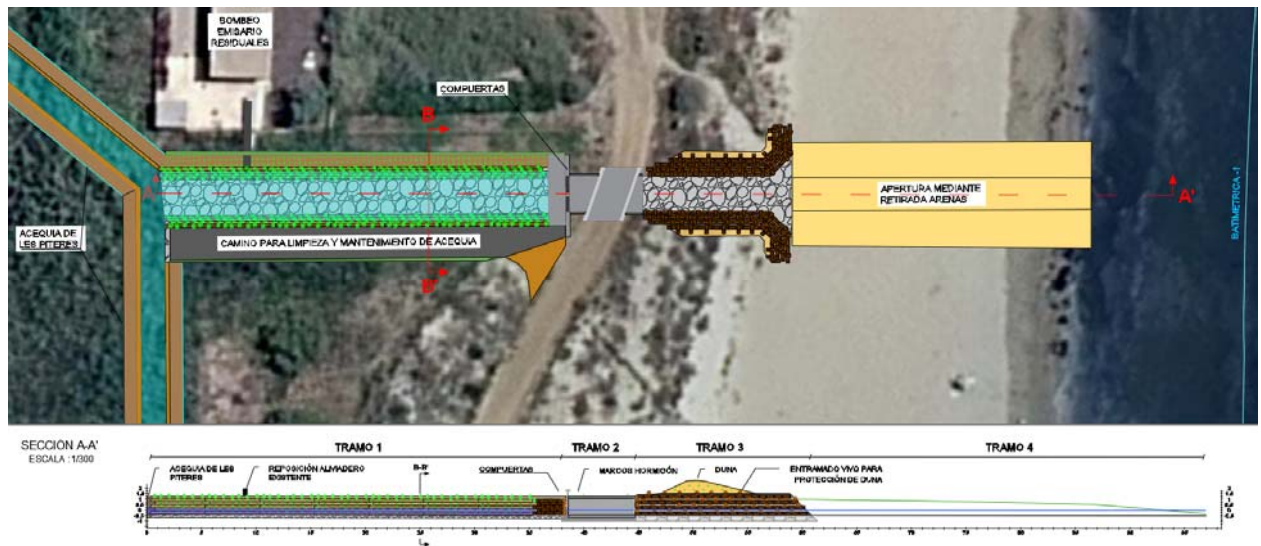 BOMBEO
EMISARIO
RESIDUALES
COMPUERTAS
B
A
APERTURA MEDIANTE
RETIRADA ARENAS
A'
BATIMETRICA -1
ACEQUIA DE
LES PITERES
CAMINO PARA LIMPIEZA Y MANTENIMIENTO DE ACEQUIA
B'
SECCIÓN A-A'
ESCALA : 1/300
TRAMO 1
TRAMO 2
TRAMO 3
TRAMO 4
ACEQUIA DE LES
PITERES
REPOSICIÓN ALIVIADERO
EXISTENTE
B-B'
COMPUERTAS
MARCOS HORMIGÓN
DUNA
ENTRAMADO VIVO PARA
PROTECCIÓN DE DUNA